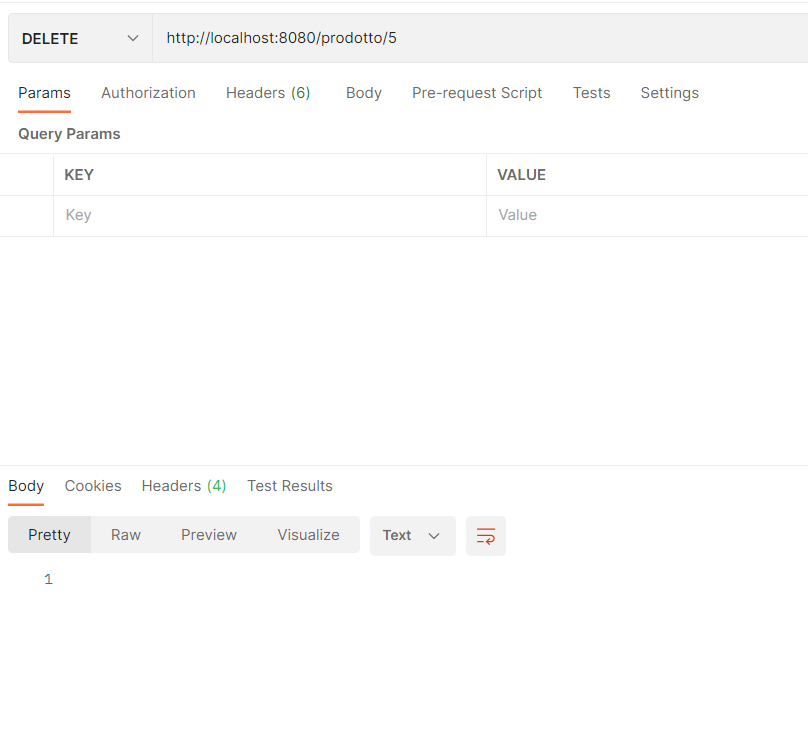 DELETE http://localhost:8080/prodotto/5
Params Authorization Headers (6) Body Pre-request Script Tests Settings
Query Params
KEY VALUE
Key Value
Body Cookies Headers (4) Test Results
Pretty Raw Preview Visualize Text
1